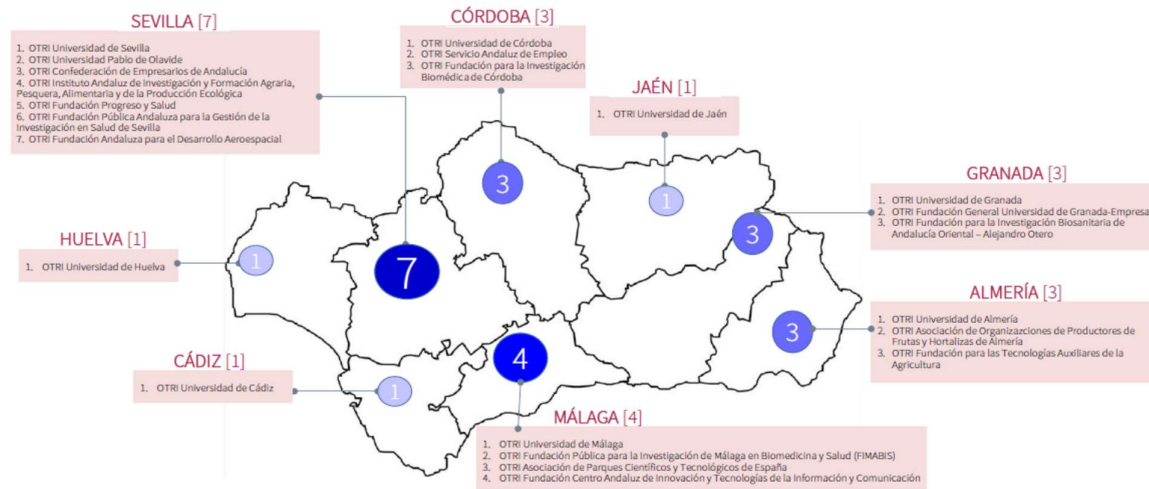 SEVILLA [7]
1. OTRI Universidad de Sevilla
2. OTRI Universidad Pablo de Olavide
3. OTRI Confederación de Empresarios de Andalucía
4. OTRI Instituto Andaluz de Investigación y Formación Agraria,
Pesquera, Alimentaria y de la Producción Ecológica
5. OTRI Fundación Progreso y Salud
6. OTRI Fundación Pública Andaluza para la Gestión de la
Investigación en Salud de Sevilla
7. OTRI Fundación Andaluza para el Desarrollo Aeroespacial
CÓRDOBA [3]
1. OTRI Universidad de Córdoba
2. OTRI Servicio Andaluz de Empleo
3. OTRI Fundación para la Investigación
Biomédica de Córdoba
JAÉN [1]
1. OTRI Universidad de Jaén
GRANADA [3]
1. OTRI Universidad de Granada
2. OTRI Fundación General Universidad de Granada-Empresa
3. OTRI Fundación para la Investigación Biosanitaria de
Andalucía Oriental – Alejandro Otero
HUELVA [1]
1. OTRI Universidad de Huelva
ALMERÍA [3]
1. OTRI Universidad de Almería
2. OTRI Asociación de Organizazciones de Productores de
Frutas y Hortalizas de Almería
3. OTRI Fundación para las Tecnologías Auxiliares de la
Agricultura
CÁDIZ [1]
1. OTRI Universidad de Cádiz
MÁLAGA [4]
1. OTRI Universidad de Málaga
2. OTRI Fundación Pública para la Investigación de Málaga en Biomedicina y Salud (FIMABIS)
3. OTRI Asociación de Parques Científicos y Tecnológicos de España
4. OTRI Fundación Centro Andaluz de Innovación y Tecnologías de la Información y Comunicación
3
1
3
1
7
3
4
1